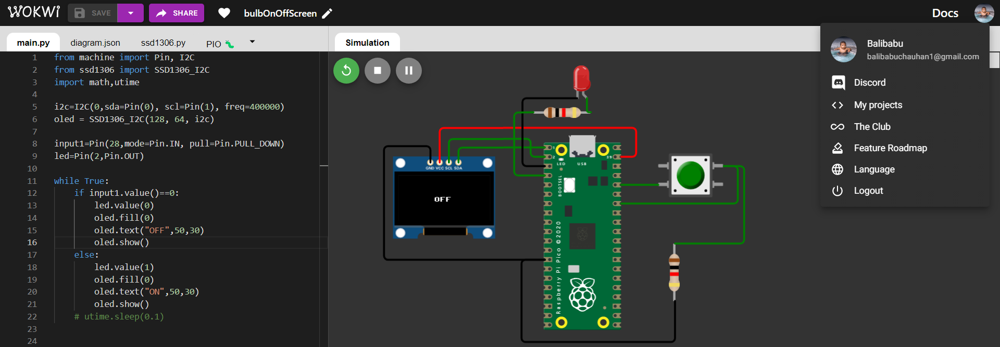 WOKWI SAVE SHARE bulbOnOffScreen Docs
main.py diagram.json ssd1306.py PIO
Simulation
1 from machine import Pin, I2C
2 from ssd1306 import SSD1306_I2C
3 import math,utime
4
5 i2c=I2C(0,sda=Pin(0), scl=Pin(1), freq=400000)
6 oled = SSD1306_I2C(128, 64, i2c)
7
8 input1=Pin(28,mode=Pin.IN, pull=Pin.PULL_DOWN)
9 led=Pin(2,Pin.OUT)
10
11 while True:
12 if input1.value()==0:
13 led.value(0)
14 oled.fill(0)
15 oled.text("OFF",50,30)
16 oled.show()
17 else:
18 led.value(1)
19 oled.fill(0)
20 oled.text("ON",50,30)
21 oled.show()
22 # utime.sleep(0.1)
23
24
GND VCC SCL SDA
OFF
1
2
39
LED
USB
BOOTSEL
Raspberry Pi Pico ©2020
Balibabu
balibabuchauhan1@gmail.com
Discord
My projects
The Club
Feature Roadmap
Language
Logout